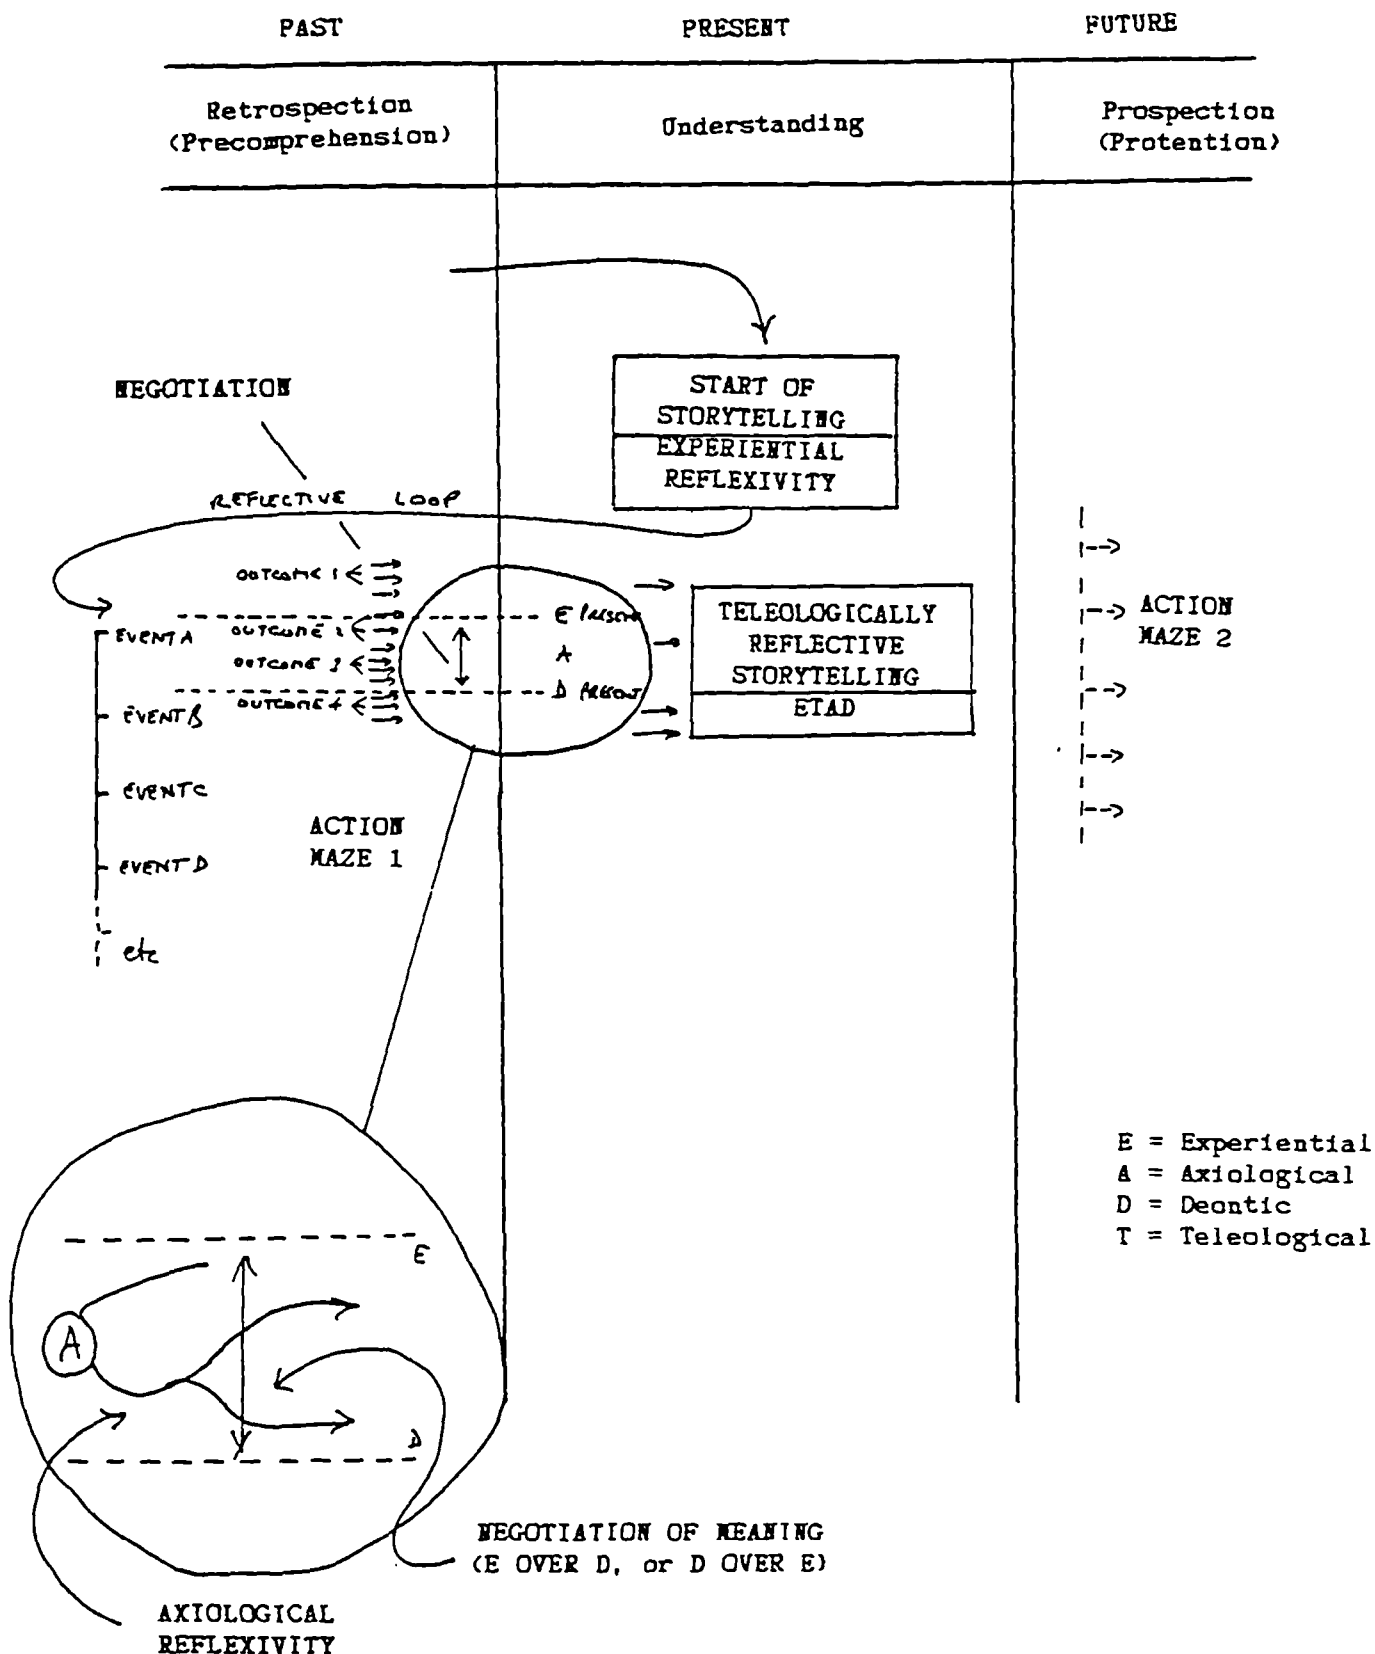 PAST
PRESENT
FUTURE
Retrospection
(Precomprehension)
Understanding
Prospection
(Protention)
START OF
STORYTELLING
EXPERIENTIAL
REFLEXIVITY
NEGOTIATION
REFLECTIVE LOOP
OUTCOME 1
OUTCOME 2
OUTCOME 3
OUTCOME 4
EVENT A
EVENT B
EVENT C
EVENT D
etc
E PRESENT
A
D PRESENT
TELEOLOGICALLY
REFLECTIVE
STORYTELLING
ETAD
ACTION
MAZE 2
ACTION
MAZE 1
E = Experiential
A = Axiological
D = Deontic
T = Teleological
E
A
D
NEGOTIATION OF MEANING
(E OVER D, or D OVER E)
AXIOLOGICAL
REFLEXIVITY